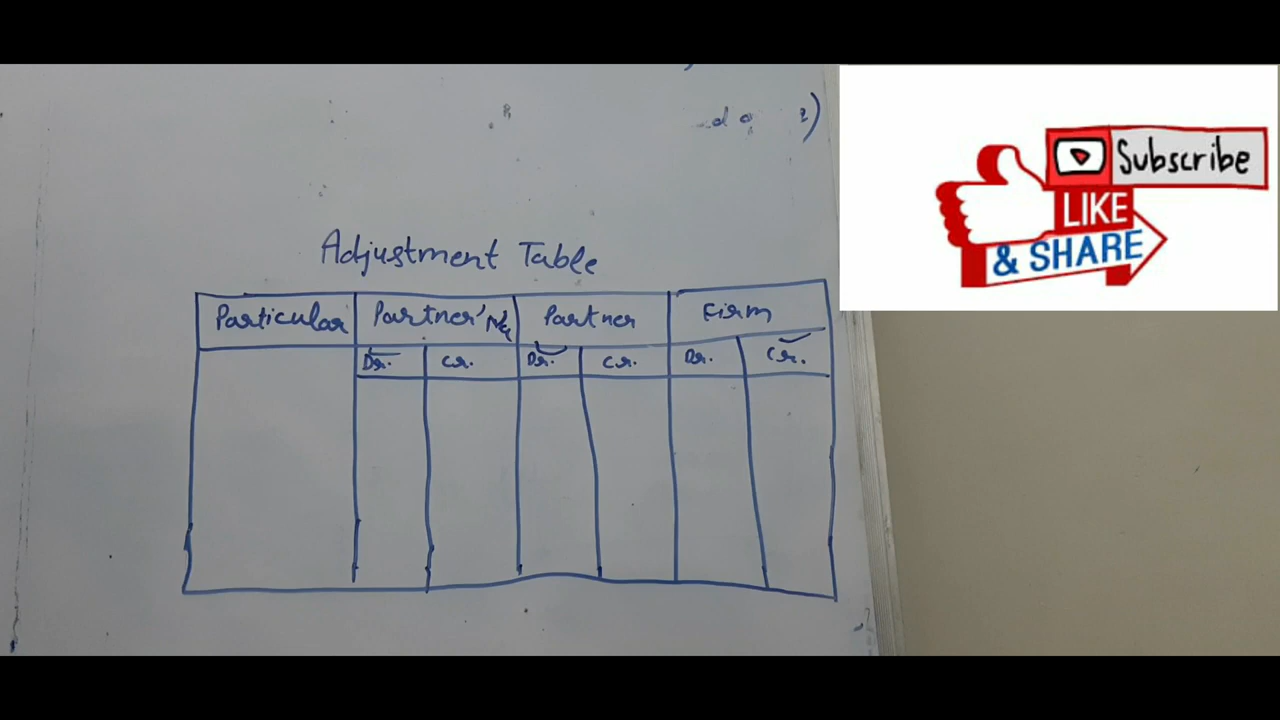 Adjustment Table
Particular Partner's Partner Firm
Dr. Cr. Dr. Cr. Dr. Cr.
Subscribe
LIKE
& SHARE